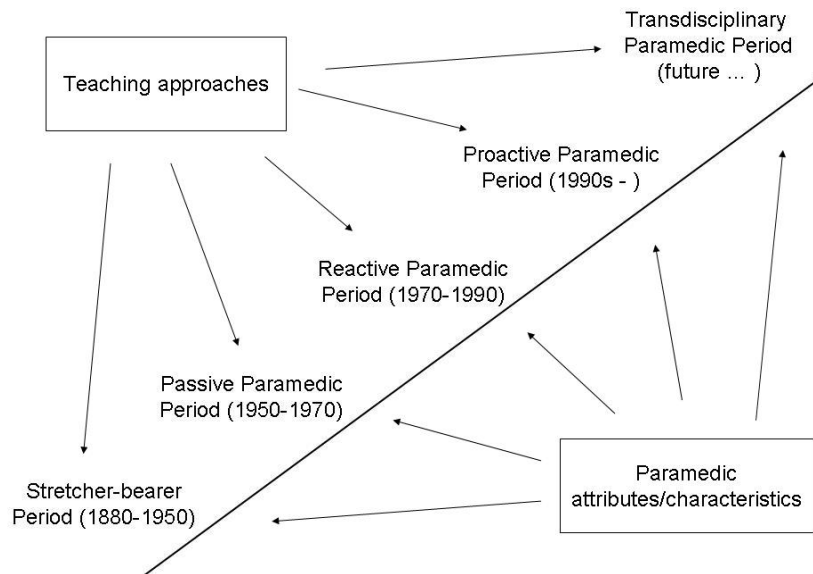 Transdisciplinary
Paramedic Period
(future ... )
Teaching approaches
Proactive Paramedic
Period (1990s - )
Reactive Paramedic
Period (1970-1990)
Passive Paramedic
Period (1950-1970)
Stretcher-bearer
Period (1880-1950)
Paramedic
attributes/characteristics